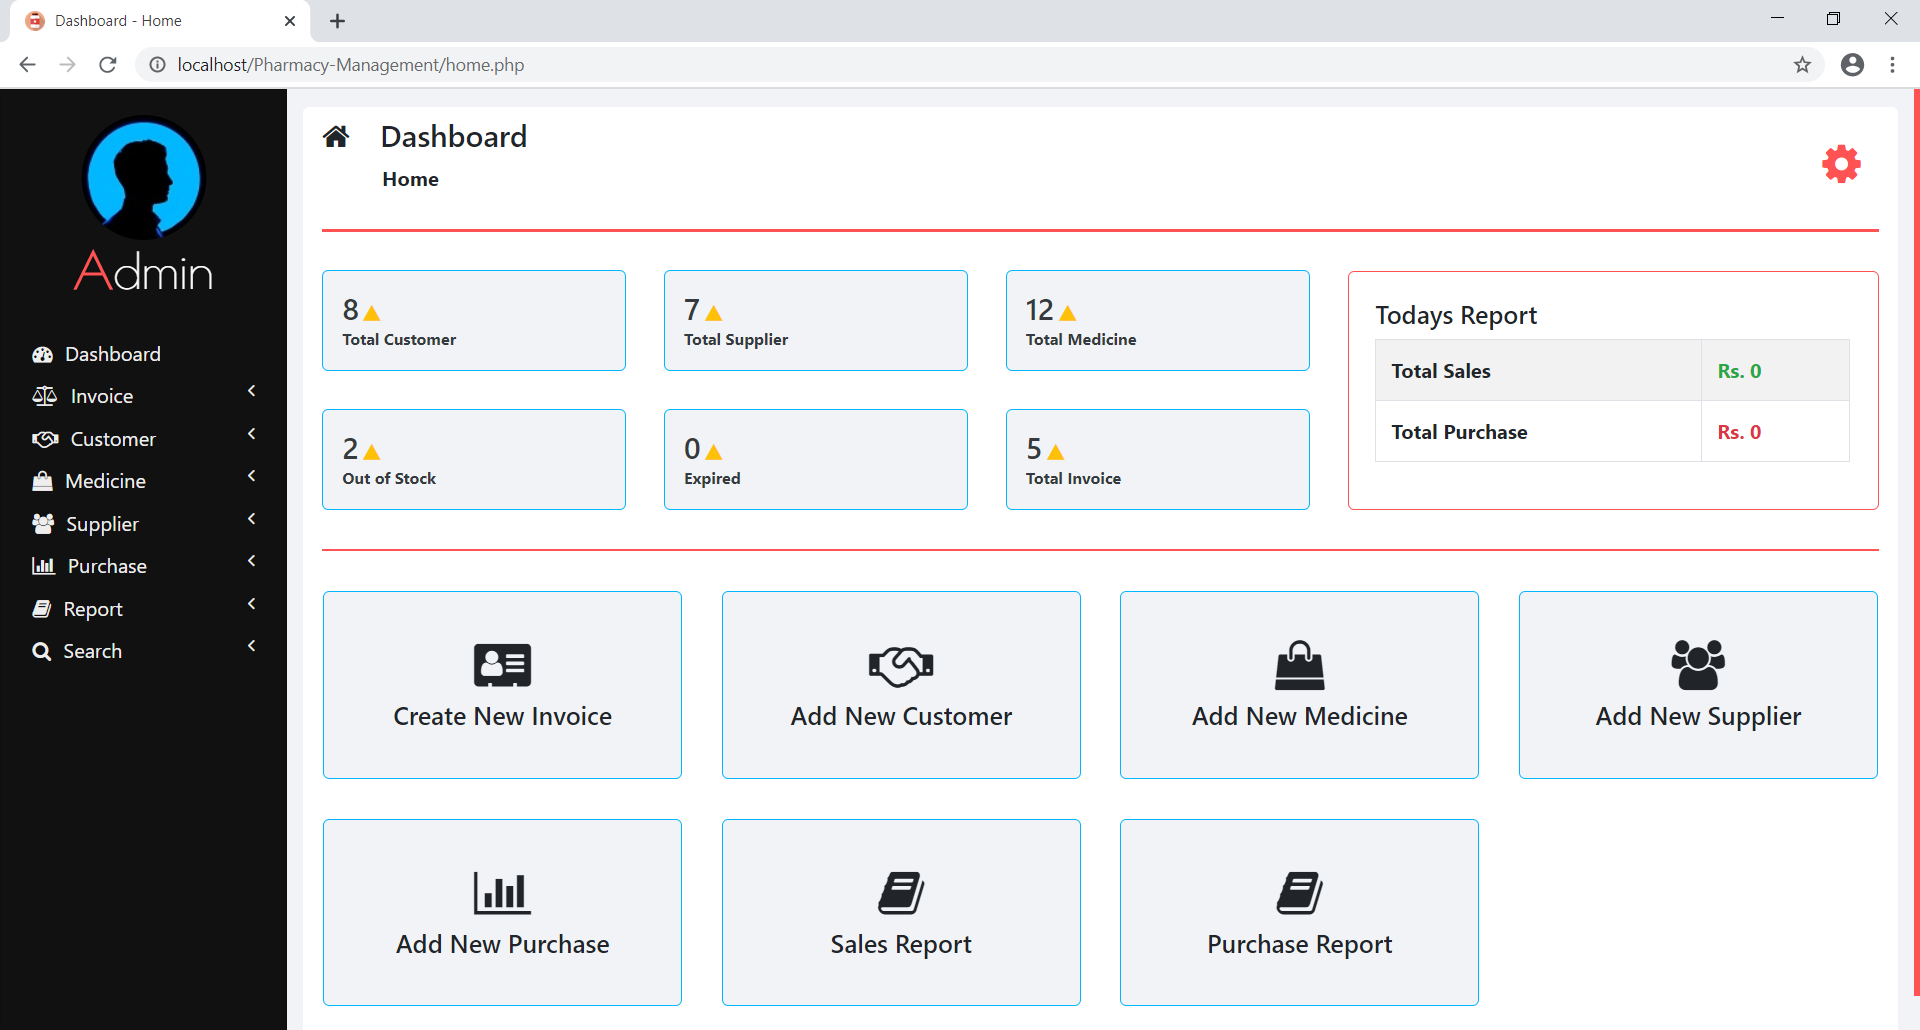 Dashboard - Home
localhost/Pharmacy-Management/home.php
Admin
Dashboard
Invoice
Customer
Medicine
Supplier
Purchase
Report
Search
Dashboard
Home
8
Total Customer
7
Total Supplier
12
Total Medicine
2
Out of Stock
0
Expired
5
Total Invoice
Todays Report
Total Sales Rs. 0
Total Purchase Rs. 0
Create New Invoice
Add New Customer
Add New Medicine
Add New Supplier
Add New Purchase
Sales Report
Purchase Report